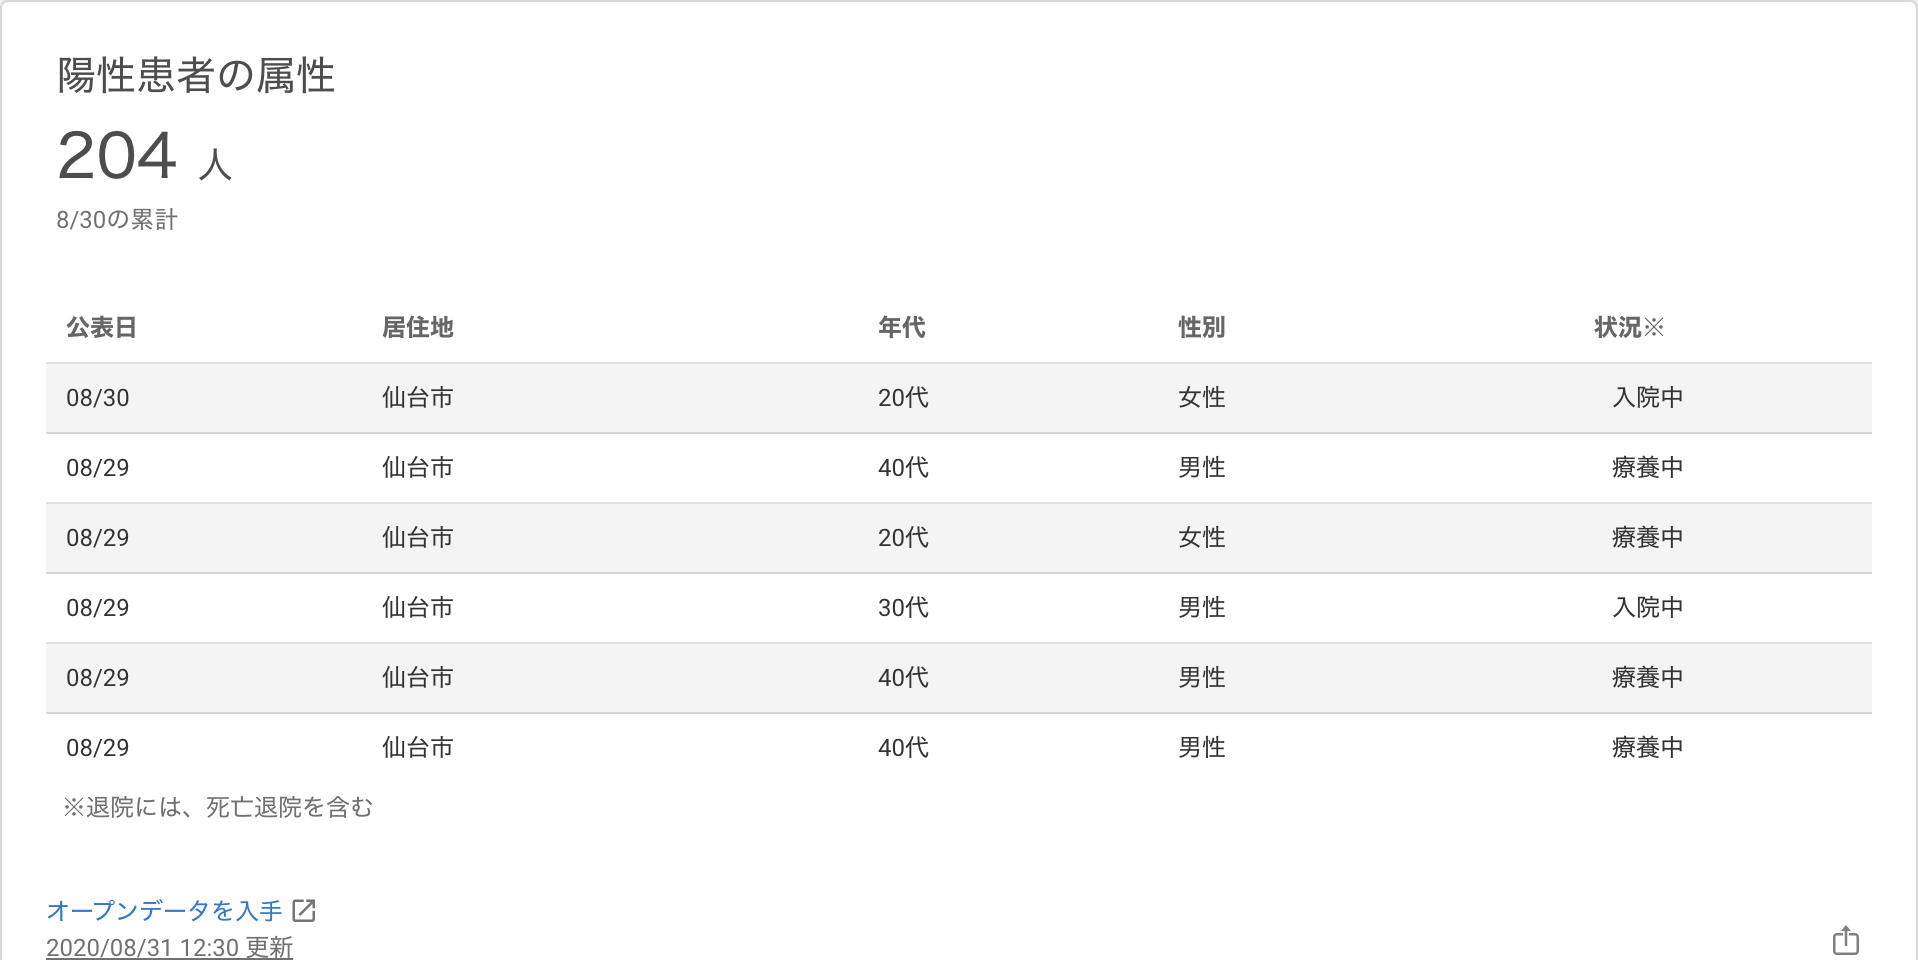 陽性患者の属性
204 人
8/30の累計
公表日 居住地 年代 性別 状況※
08/30 仙台市 20代 女性 入院中
08/29 仙台市 40代 男性 療養中
08/29 仙台市 20代 女性 療養中
08/29 仙台市 30代 男性 入院中
08/29 仙台市 40代 男性 療養中
08/29 仙台市 40代 男性 療養中
※退院には、死亡退院を含む
オープンデータを入手
2020/08/31 12:30 更新